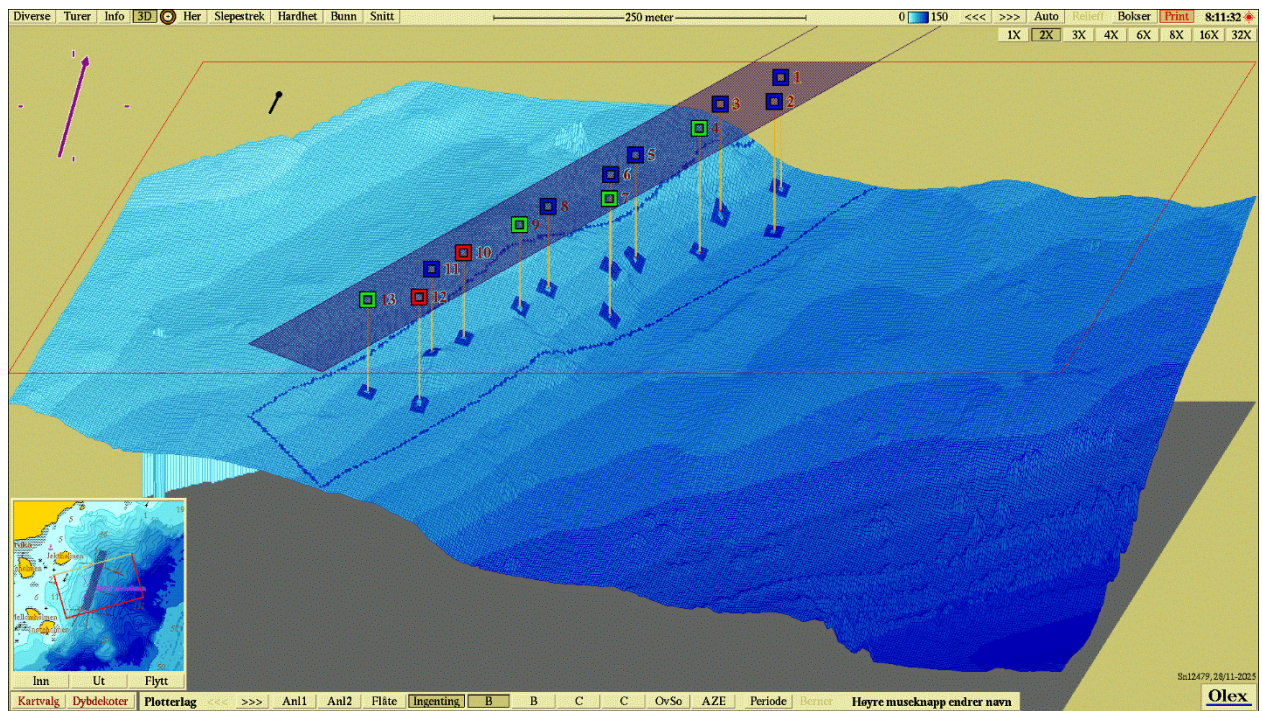 Diverse Turer Info 3D Her Slepestrek Hardhet Bunn Snitt 250 meter 0 150 <<< >>> Auto Relieff Bokser Print 8:11:32
1X 2X 3X 4X 6X 8X 16X 32X
1
3 2
4
5
6
7
8
9
10
11
13 12
Inn Ut Flytt
Sn12479, 28/11-2025
Kartvalg Dybdekoter Plotterlag <<< >>> Anl1 Anl2 Flåte Ingenting B B C C OvSo AZE Periode Berner Høyre museknapp endrer navn Olex